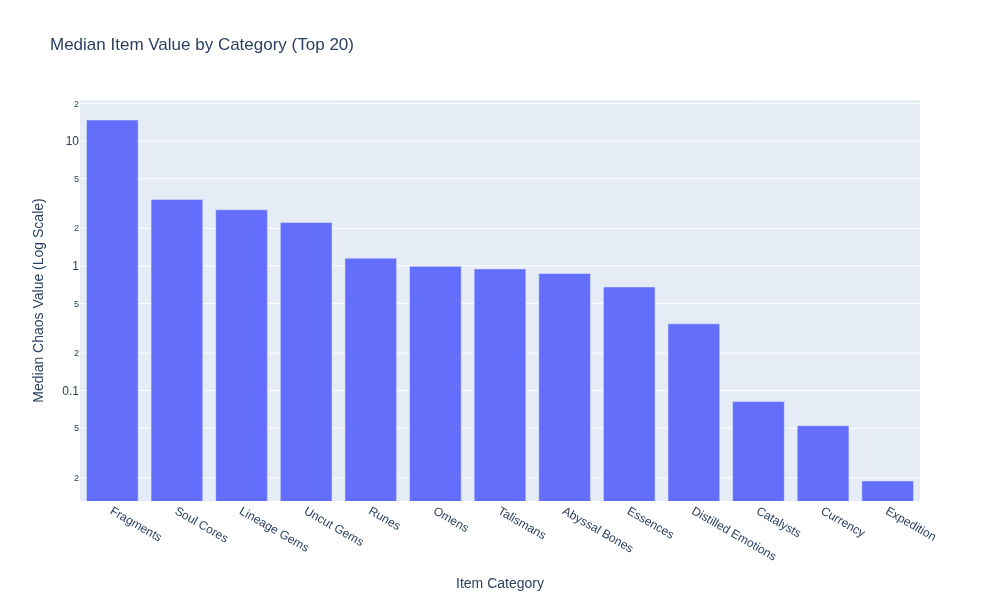 Median Item Value by Category (Top 20)
Median Chaos Value (Log Scale)
2
10
5
2
1
5
2
0.1
5
2
Fragments
Soul Cores
Lineage Gems
Uncut Gems
Runes
Omens
Talismans
Abyssal Bones
Essences
Distilled Emotions
Catalysts
Currency
Expedition
Item Category